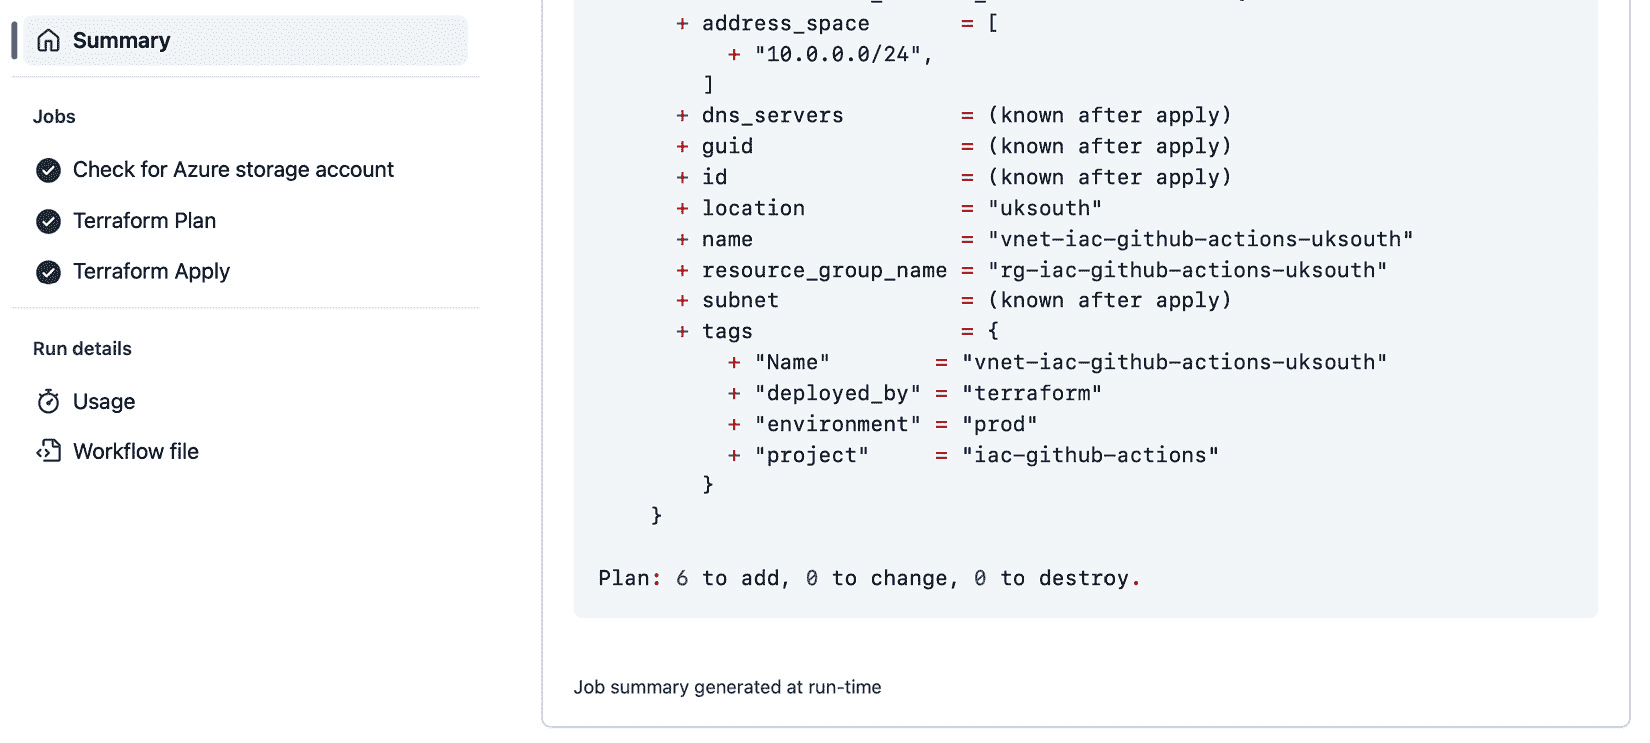 Summary
Jobs
Check for Azure storage account
Terraform Plan
Terraform Apply
Run details
Usage
Workflow file
+ address_space = [
+ "10.0.0.0/24",
]
+ dns_servers = (known after apply)
+ guid = (known after apply)
+ id = (known after apply)
+ location = "uksouth"
+ name = "vnet-iac-github-actions-uksouth"
+ resource_group_name = "rg-iac-github-actions-uksouth"
+ subnet = (known after apply)
+ tags = {
+ "Name" = "vnet-iac-github-actions-uksouth"
+ "deployed_by" = "terraform"
+ "environment" = "prod"
+ "project" = "iac-github-actions"
}
}
Plan: 6 to add, 0 to change, 0 to destroy.
Job summary generated at run-time